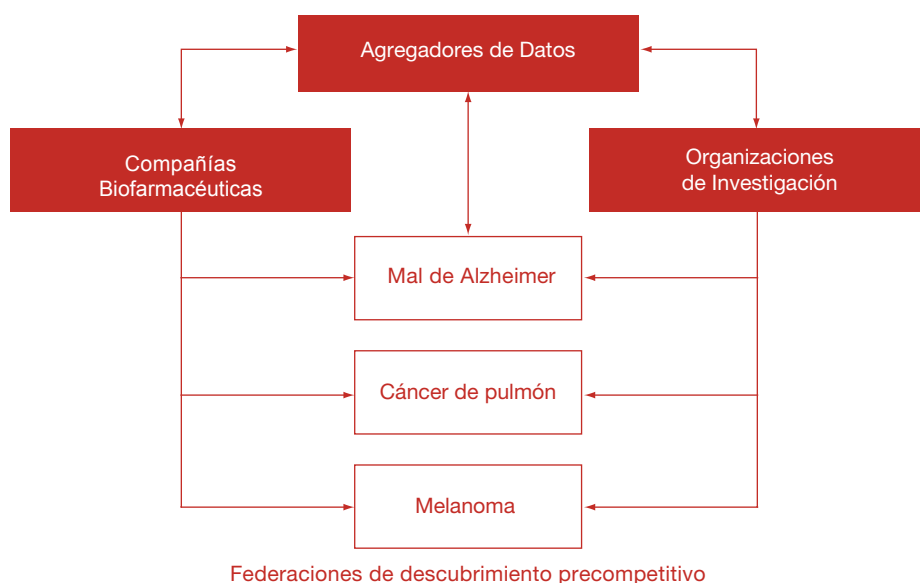 Agregadores de Datos
Compañías
Biofarmacéuticas
Organizaciones
de Investigación
Mal de Alzheimer
Cáncer de pulmón
Melanoma
Federaciones de descubrimiento precompetitivo